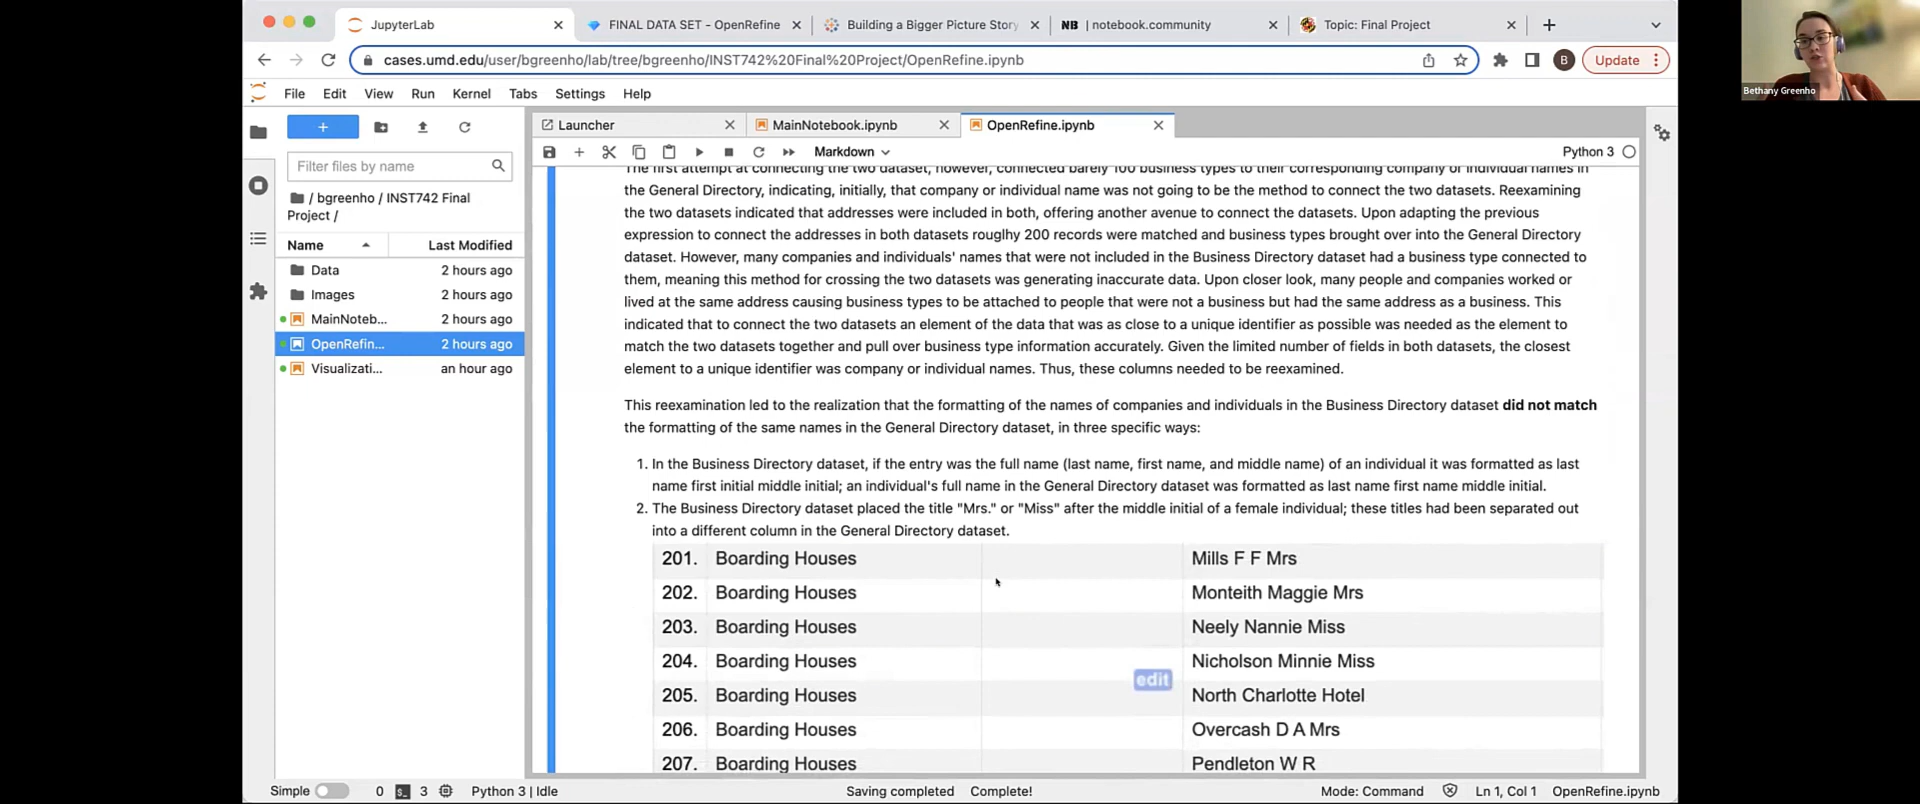 JupyterLab
FINAL DATA SET - OpenRefine
Building a Bigger Picture Story
NB | notebook.community
Topic: Final Project
cases.umd.edu/user/bgreenho/lab/tree/bgreenho/INST742%20Final%20Project/OpenRefine.ipynb
B
Update
Bethany Greenho
File Edit View Run Kernel Tabs Settings Help
Launcher
MainNotebook.ipynb
OpenRefine.ipynb
Markdown
Python 3
Filter files by name
/ bgreenho / INST742 Final
Project /
Name Last Modified
Data 2 hours ago
Images 2 hours ago
MainNoteb... 2 hours ago
OpenRefin... 2 hours ago
Visualizati... an hour ago
The first attempt at connecting the two dataset, however, connected barely 100 business types to their corresponding company or individual names in
the General Directory, indicating, initially, that company or individual name was not going to be the method to connect the two datasets. Reexamining
the two datasets indicated that addresses were included in both, offering another avenue to connect the datasets. Upon adapting the previous
expression to connect the addresses in both datasets rouglhy 200 records were matched and business types brought over into the General Directory
dataset. However, many companies and individuals' names that were not included in the Business Directory dataset had a business type connected to
them, meaning this method for crossing the two datasets was generating inaccurate data. Upon closer look, many people and companies worked or
lived at the same address causing business types to be attached to people that were not a business but had the same address as a business. This
indicated that to connect the two datasets an element of the data that was as close to a unique identifier as possible was needed as the element to
match the two datasets together and pull over business type information accurately. Given the limited number of fields in both datasets, the closest
element to a unique identifier was company or individual names. Thus, these columns needed to be reexamined.
This reexamination led to the realization that the formatting of the names of companies and individuals in the Business Directory dataset did not match
the formatting of the same names in the General Directory dataset, in three specific ways:
1. In the Business Directory dataset, if the entry was the full name (last name, first name, and middle name) of an individual it was formatted as last
name first initial middle initial; an individual's full name in the General Directory dataset was formatted as last name first name middle initial.
2. The Business Directory dataset placed the title "Mrs." or "Miss" after the middle initial of a female individual; these titles had been separated out
into a different column in the General Directory dataset.
201. Boarding Houses Mills F F Mrs
202. Boarding Houses Monteith Maggie Mrs
203. Boarding Houses Neely Nannie Miss
204. Boarding Houses Nicholson Minnie Miss
edit
205. Boarding Houses North Charlotte Hotel
206. Boarding Houses Overcash D A Mrs
207. Boarding Houses Pendleton W R
Simple 0 3 Python 3 | Idle Saving completed Complete! Mode: Command Ln 1, Col 1 OpenRefine.ipynb